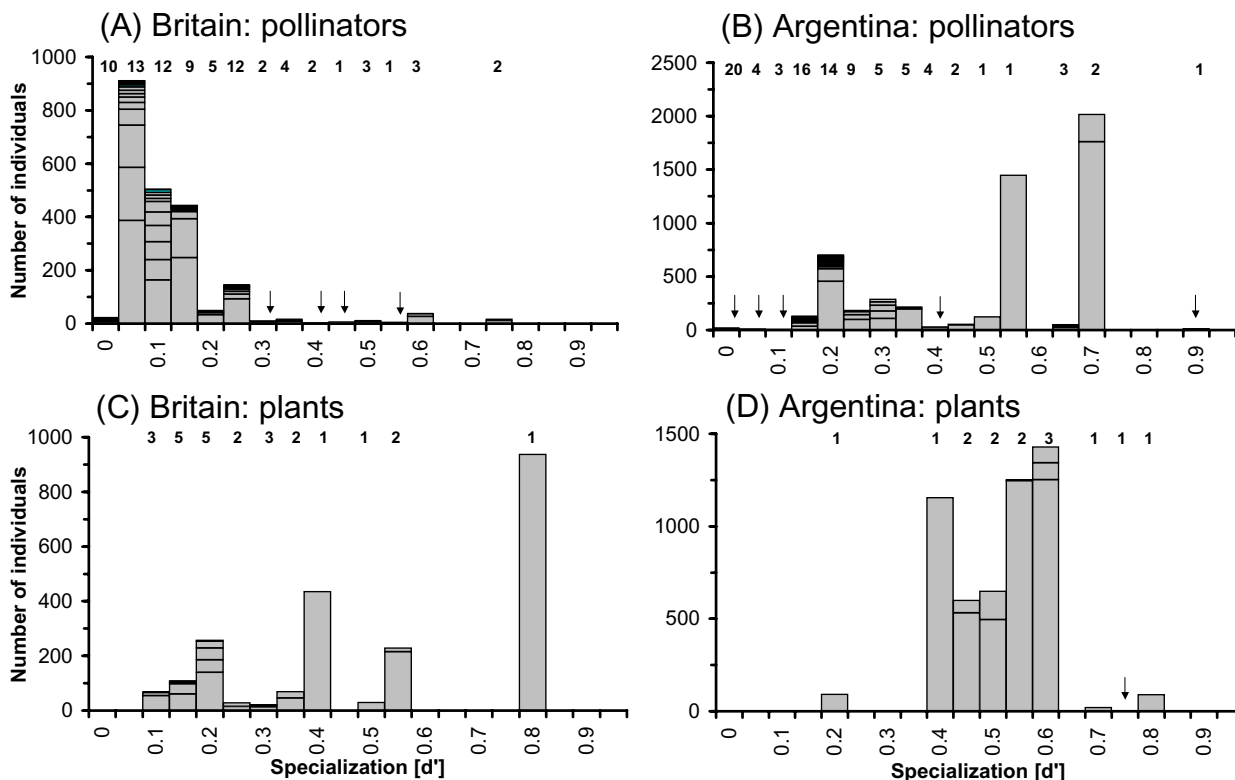 (A) Britain: pollinators
10 13 12 9 5 12 2 4 2 1 3 1 3 2
1000
800
600
400
200
0
Number of individuals
0 0.1 0.2 0.3 0.4 0.5 0.6 0.7 0.8 0.9
(B) Argentina: pollinators
20 4 3 16 14 9 5 5 4 2 1 1 3 2 1
2500
2000
1500
1000
500
0
0 0.1 0.2 0.3 0.4 0.5 0.6 0.7 0.8 0.9
(C) Britain: plants
3 5 5 2 3 2 1 1 2 1
1000
800
600
400
200
0
Number of individuals
0 0.1 0.2 0.3 0.4 0.5 0.6 0.7 0.8 0.9
Specialization [d']
(D) Argentina: plants
1 1 2 2 2 3 1 1 1
1500
1000
500
0
0 0.2 0.4 0.5 0.6 0.7 0.8 0.9
Specialization [d']